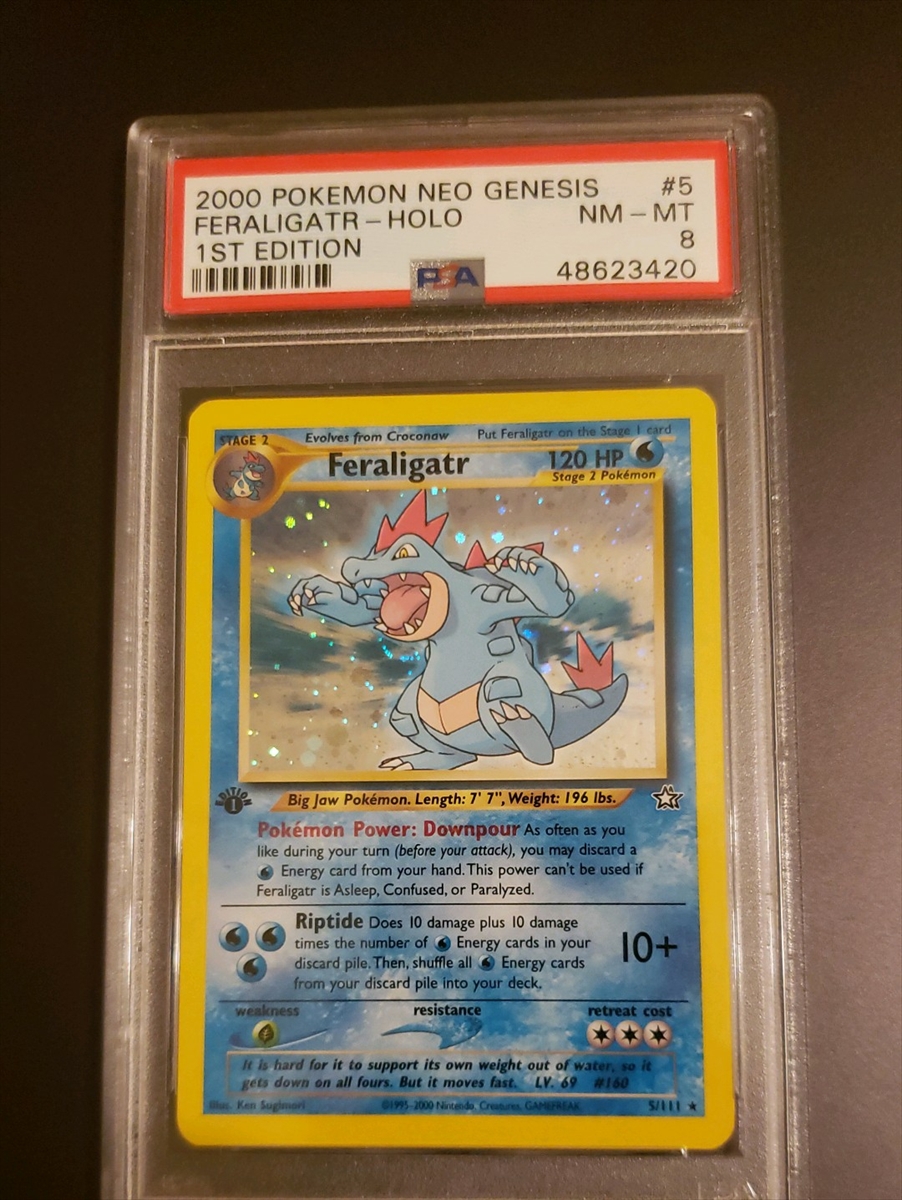 2000 POKEMON NEO GENESIS #5
FERALIGATR-HOLO NM - MT
1ST EDITION 8
PSA 48623420
STAGE 2 Evolves from Croconaw Put Feraligatr on the Stage 1 card
Feraligatr 120 HP
Stage 2 Pokémon
EDITION 1
Big Jaw Pokémon. Length: 7' 7", Weight: 196 lbs.
Pokémon Power: Downpour As often as you
like during your turn (before your attack), you may discard a
Energy card from your hand. This power can't be used if
Feraligatr is Asleep, Confused, or Paralyzed.
Riptide Does 10 damage plus 10 damage
times the number of Energy cards in your
discard pile. Then, shuffle all Energy cards
from your discard pile into your deck.
10+
weakness resistance retreat cost
It is hard for it to support its own weight out of water, so it
gets down on all fours. But it moves fast. LV. 69 #160
Illus. Ken Sugimori ©1995-2000 Nintendo, Creatures, GAMEFREAK 5/111 ★